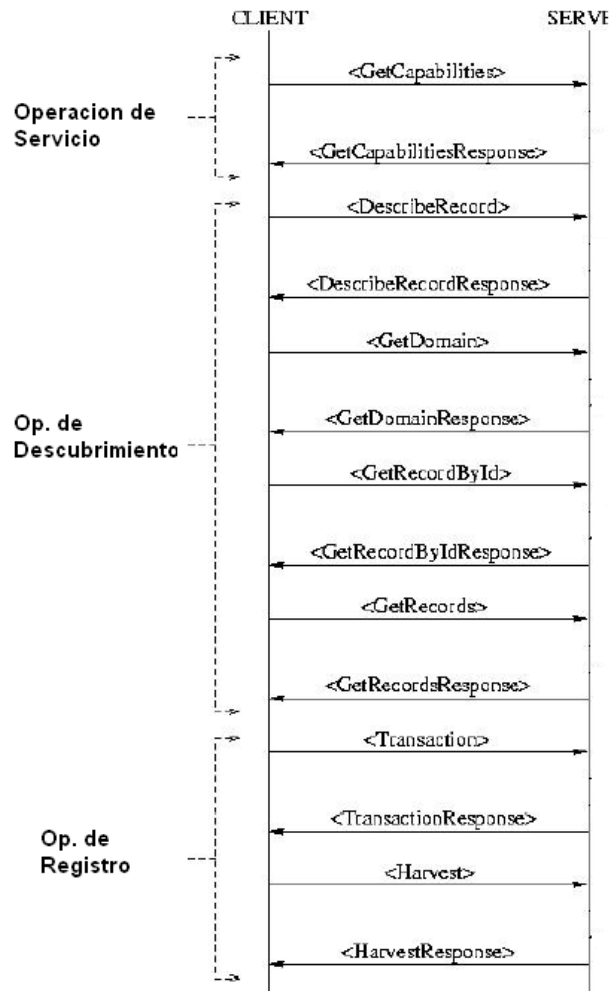 CLIENT SERVE
<GetCapabilities>
Operacion de
Servicio
<GetCapabilitiesResponse>
<DescribeRecord>
<DescribeRecordResponse>
<GetDomain>
Op. de
Descubrimiento
<GetDomainResponse>
<GetRecordById>
<GetRecordByIdResponse>
<GetRecords>
<GetRecordsResponse>
<Transaction>
<TransactionResponse>
Op. de
Registro
<Harvest>
<HarvestResponse>